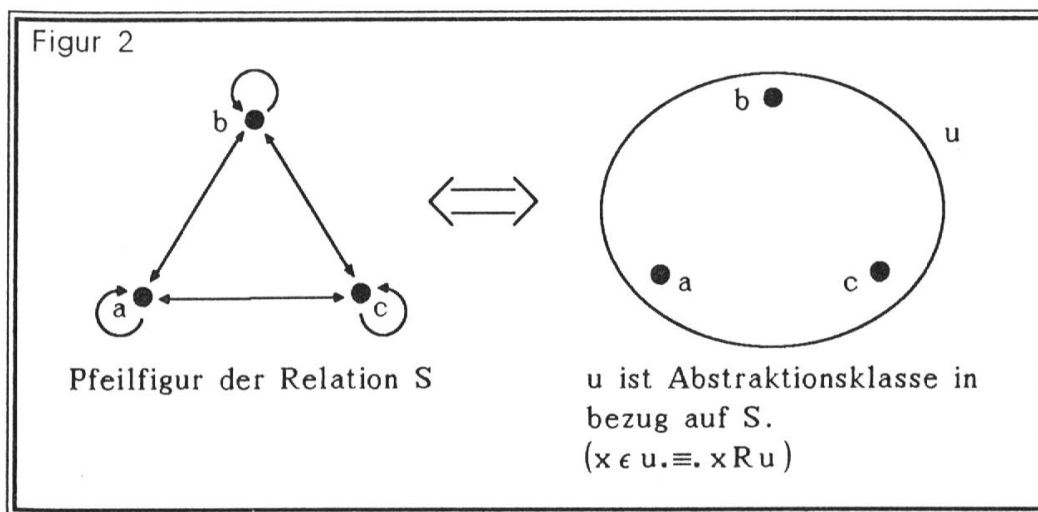 Figur 2
b
a
c
Pfeilfigur der Relation S
b
u
a
c
u ist Abstraktionsklasse in
bezug auf S.
(x ϵ u.≡. x R u)